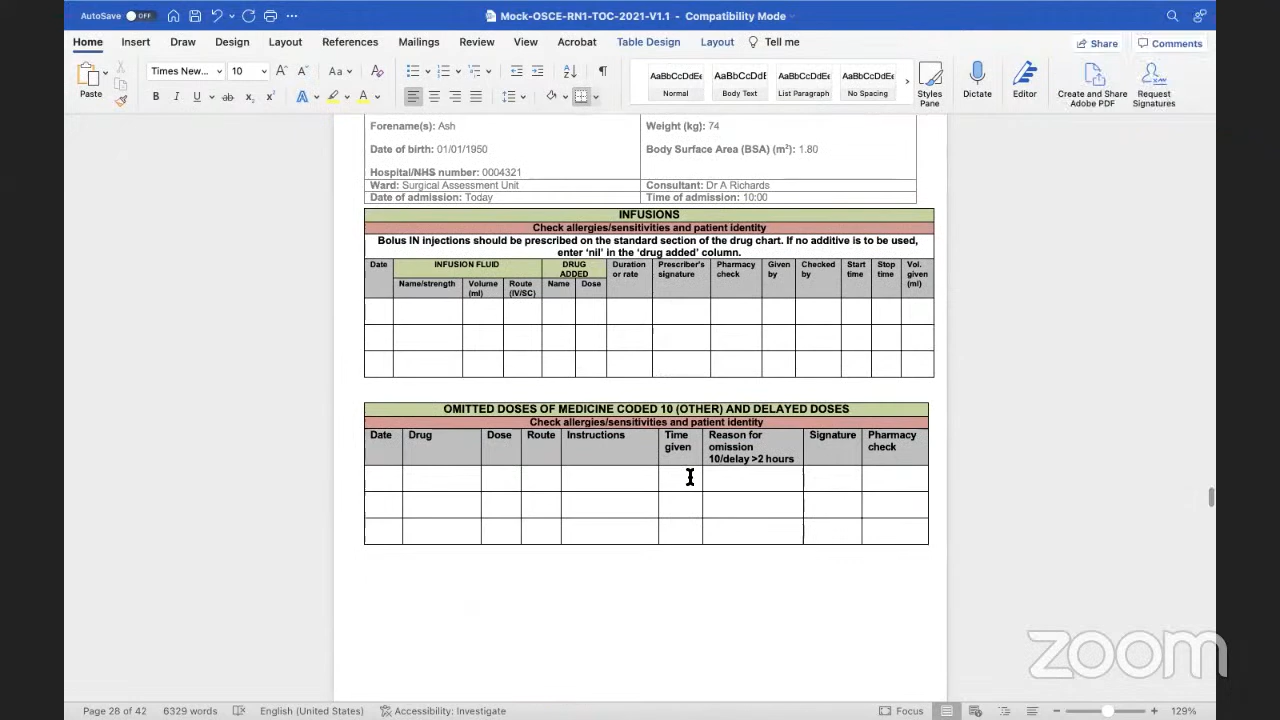 AutoSave OFF
Mock-OSCE-RN1-TOC-2021-V1.1 - Compatibility Mode
Home Insert Draw Design Layout References Mailings Review View Acrobat Table Design Layout Tell me Share Comments
Paste
Times New... 10
AaBbCcDdEe AaBbCcDdE AaBbCcDdEe AaBbCcDdEe
Normal Body Text List Paragraph No Spacing
Styles Pane
Dictate
Editor
Create and Share Adobe PDF
Request Signatures
Forename(s): Ash Weight (kg): 74
Date of birth: 01/01/1950 Body Surface Area (BSA) (m²): 1.80
Hospital/NHS number: 0004321
Ward: Surgical Assessment Unit Consultant: Dr A Richards
Date of admission: Today Time of admission: 10:00
INFUSIONS
Check allergies/sensitivities and patient identity
Bolus IN injections should be prescribed on the standard section of the drug chart. If no additive is to be used,
enter ‘nil’ in the ‘drug added’ column.
Date INFUSION FLUID DRUG ADDED Duration or rate Prescriber's signature Pharmacy check Given by Checked by Start time Stop time Vol. given (ml)
Name/strength Volume (ml) Route (IV/SC) Name Dose
OMITTED DOSES OF MEDICINE CODED 10 (OTHER) AND DELAYED DOSES
Check allergies/sensitivities and patient identity
Date Drug Dose Route Instructions Time given Reason for omission 10/delay >2 hours Signature Pharmacy check
zoom
Page 28 of 42 6329 words English (United States) Accessibility: Investigate Focus 129%